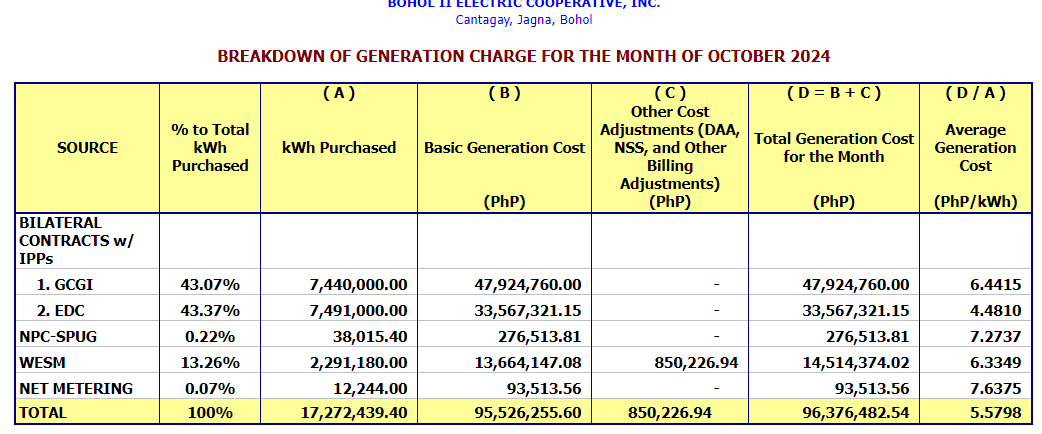 BOHOL II ELECTRIC COOPERATIVE, INC.
Cantagay, Jagna, Bohol
BREAKDOWN OF GENERATION CHARGE FOR THE MONTH OF OCTOBER 2024
SOURCE
% to Total
kWh
Purchased
( A )
kWh Purchased
( B )
Basic Generation Cost
(PhP)
( C )
Other Cost
Adjustments (DAA,
NSS, and Other
Billing
Adjustments)
(PhP)
( D = B + C )
Total Generation Cost
for the Month
(PhP)
( D / A )
Average
Generation
Cost
(PhP/kWh)
BILATERAL
CONTRACTS w/
IPPs
1. GCGI 43.07% 7,440,000.00 47,924,760.00 - 47,924,760.00 6.4415
2. EDC 43.37% 7,491,000.00 33,567,321.15 - 33,567,321.15 4.4810
NPC-SPUG 0.22% 38,015.40 276,513.81 - 276,513.81 7.2737
WESM 13.26% 2,291,180.00 13,664,147.08 850,226.94 14,514,374.02 6.3349
NET METERING 0.07% 12,244.00 93,513.56 - 93,513.56 7.6375
TOTAL 100% 17,272,439.40 95,526,255.60 850,226.94 96,376,482.54 5.5798